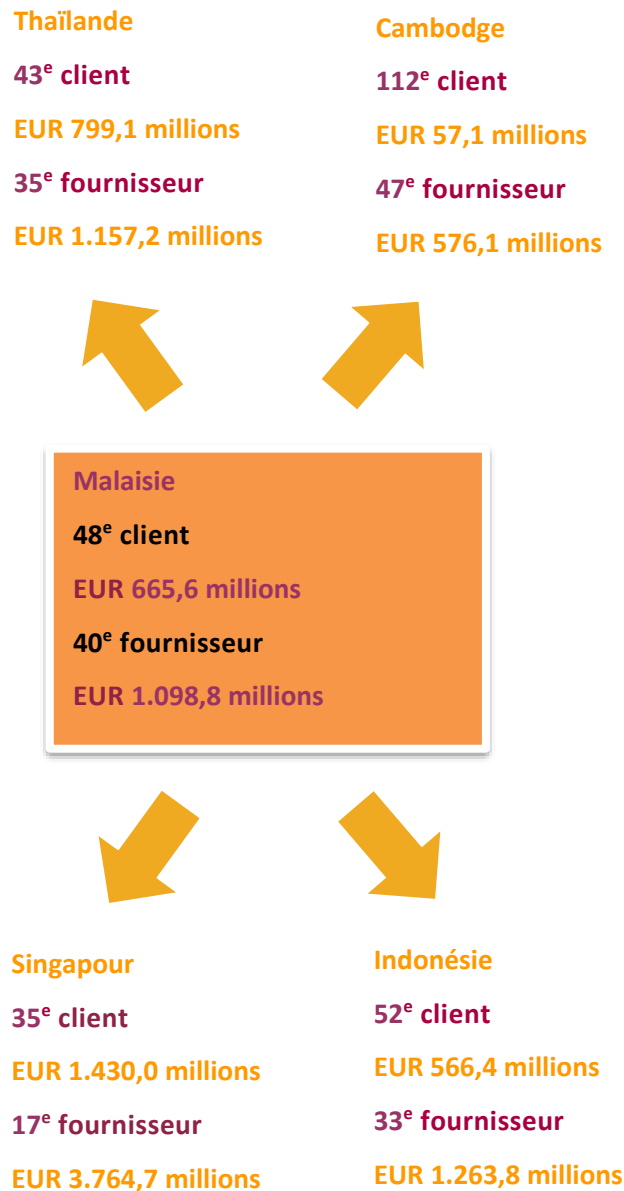 Thaïlande
43e client
EUR 799,1 millions
35e fournisseur
EUR 1.157,2 millions
Cambodge
112e client
EUR 57,1 millions
47e fournisseur
EUR 576,1 millions
Malaisie
48e client
EUR 665,6 millions
40e fournisseur
EUR 1.098,8 millions
Singapour
35e client
EUR 1.430,0 millions
17e fournisseur
EUR 3.764,7 millions
Indonésie
52e client
EUR 566,4 millions
33e fournisseur
EUR 1.263,8 millions